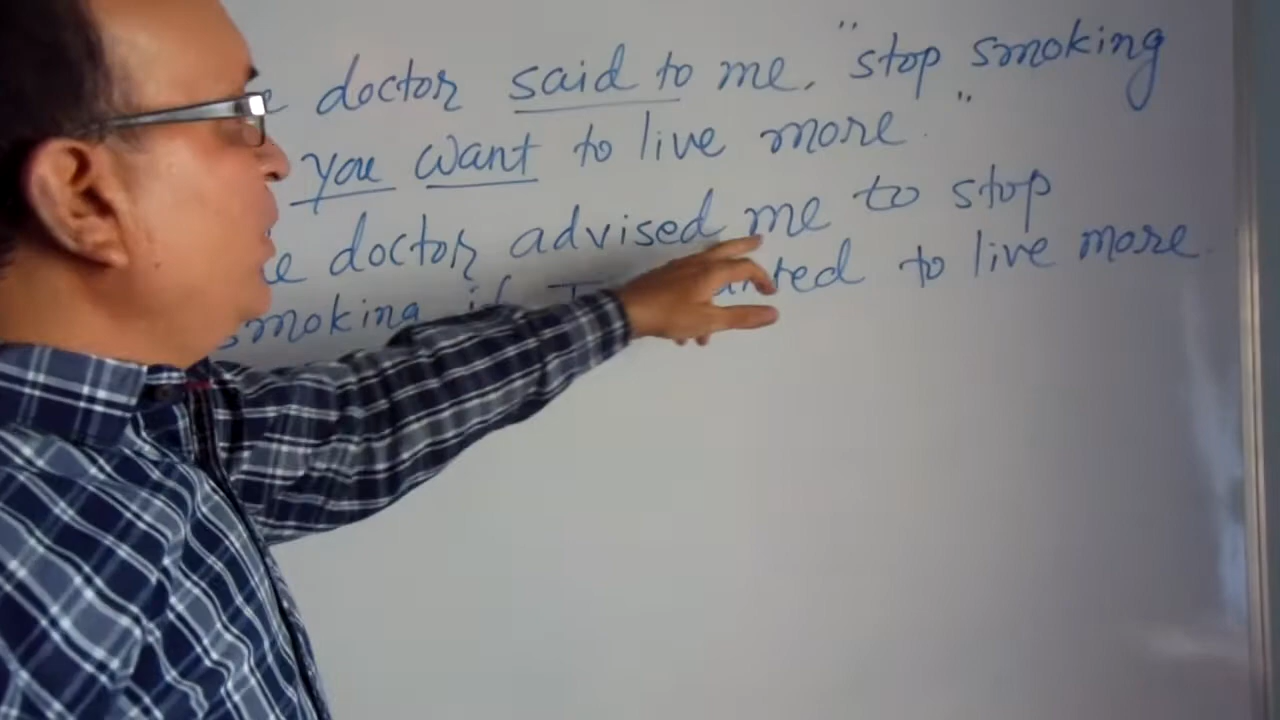 doctor said to me, "stop smoking
you want to live more."
doctor advised me to stop
smoking if to live more.